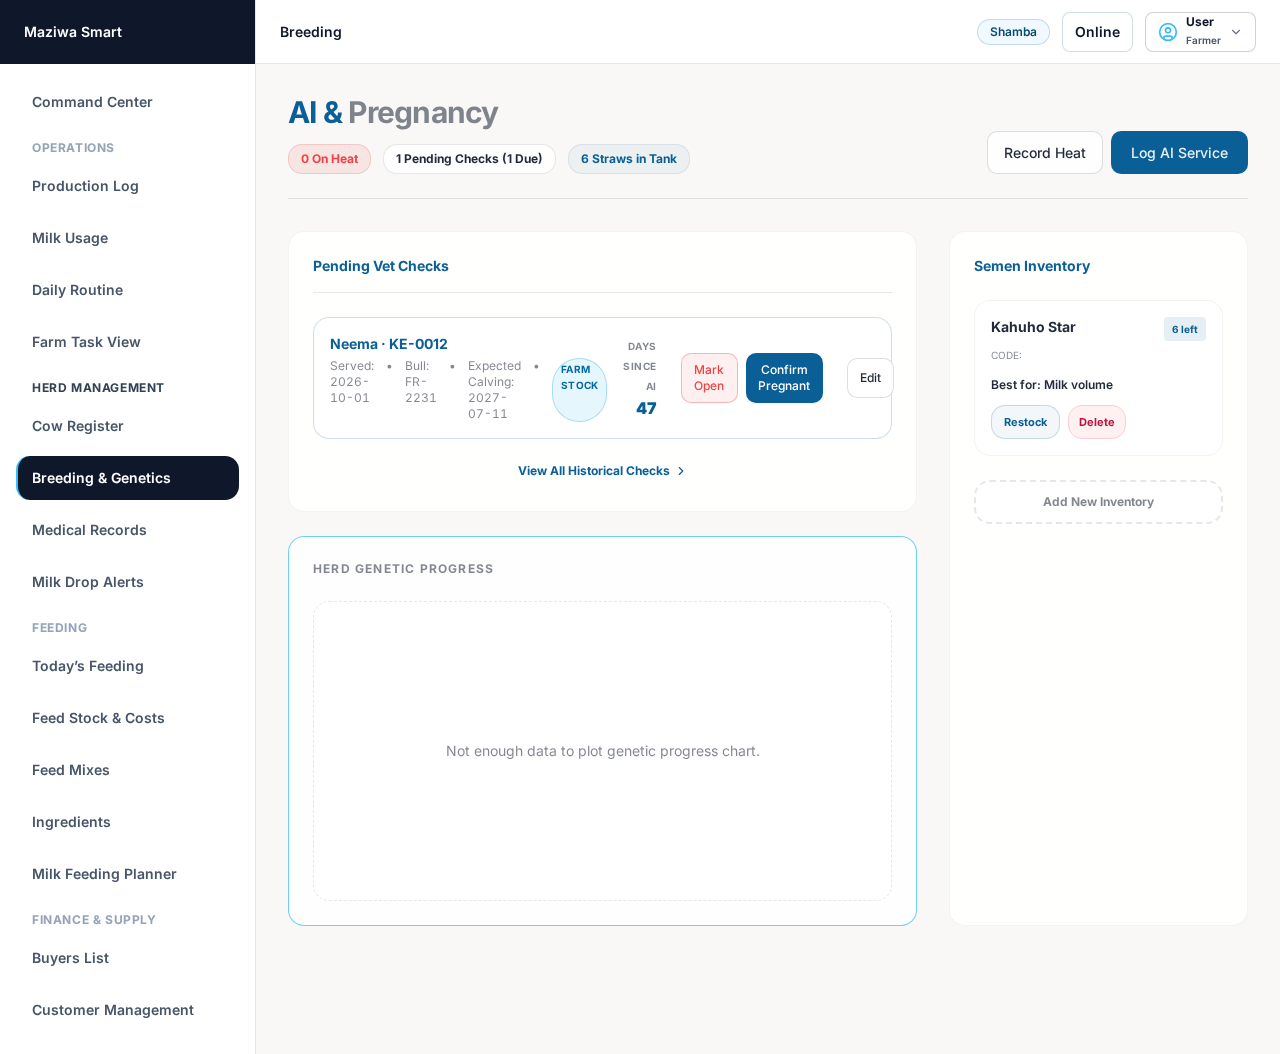 Maziwa Smart
Breeding
Shamba
Online
User
Farmer
Command Center
OPERATIONS
Production Log
Milk Usage
Daily Routine
Farm Task View
HERD MANAGEMENT
Cow Register
Breeding & Genetics
Medical Records
Milk Drop Alerts
FEEDING
Today’s Feeding
Feed Stock & Costs
Feed Mixes
Ingredients
Milk Feeding Planner
FINANCE & SUPPLY
Buyers List
Customer Management
AI & Pregnancy
0 On Heat
1 Pending Checks (1 Due)
6 Straws in Tank
Record Heat
Log AI Service
Pending Vet Checks
Neema · KE-0012
Served:
2026-
10-01
•
Bull:
FR-
2231
•
Expected
Calving:
2027-
07-11
•
FARM
STOCK
DAYS
SINCE
AI
47
Mark
Open
Confirm
Pregnant
Edit
View All Historical Checks
HERD GENETIC PROGRESS
Not enough data to plot genetic progress chart.
Semen Inventory
Kahuho Star
6 left
CODE:
Best for: Milk volume
Restock
Delete
Add New Inventory